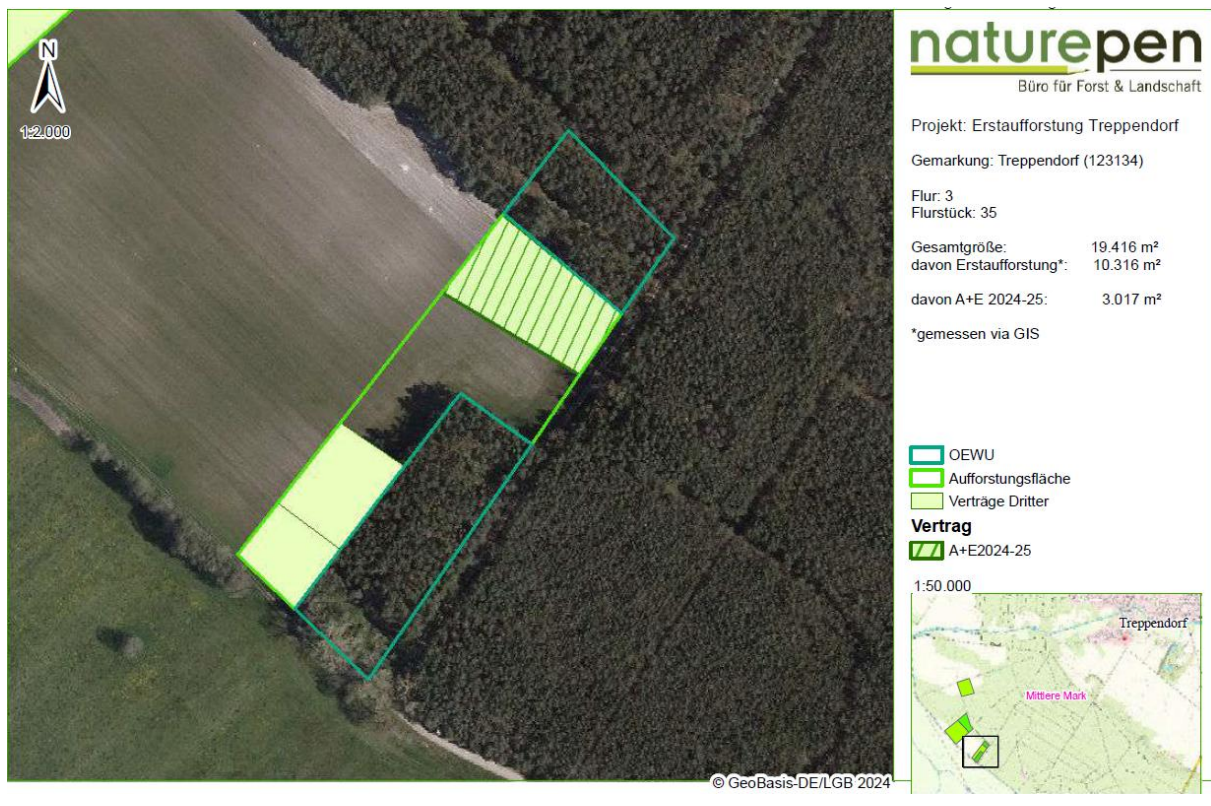 N
1:2.000
naturepen
Büro für Forst & Landschaft
Projekt: Erstaufforstung Treppendorf
Gemarkung: Treppendorf (123134)
Flur: 3
Flurstück: 35
Gesamtgröße: 19.416 m²
davon Erstaufforstung*: 10.316 m²
davon A+E 2024-25: 3.017 m²
*gemessen via GIS
OEWU
Aufforstungsfläche
Verträge Dritter
Vertrag
A+E2024-25
1:50.000
Treppendorf
Mittlere Mark
© GeoBasis-DE/LGB 2024